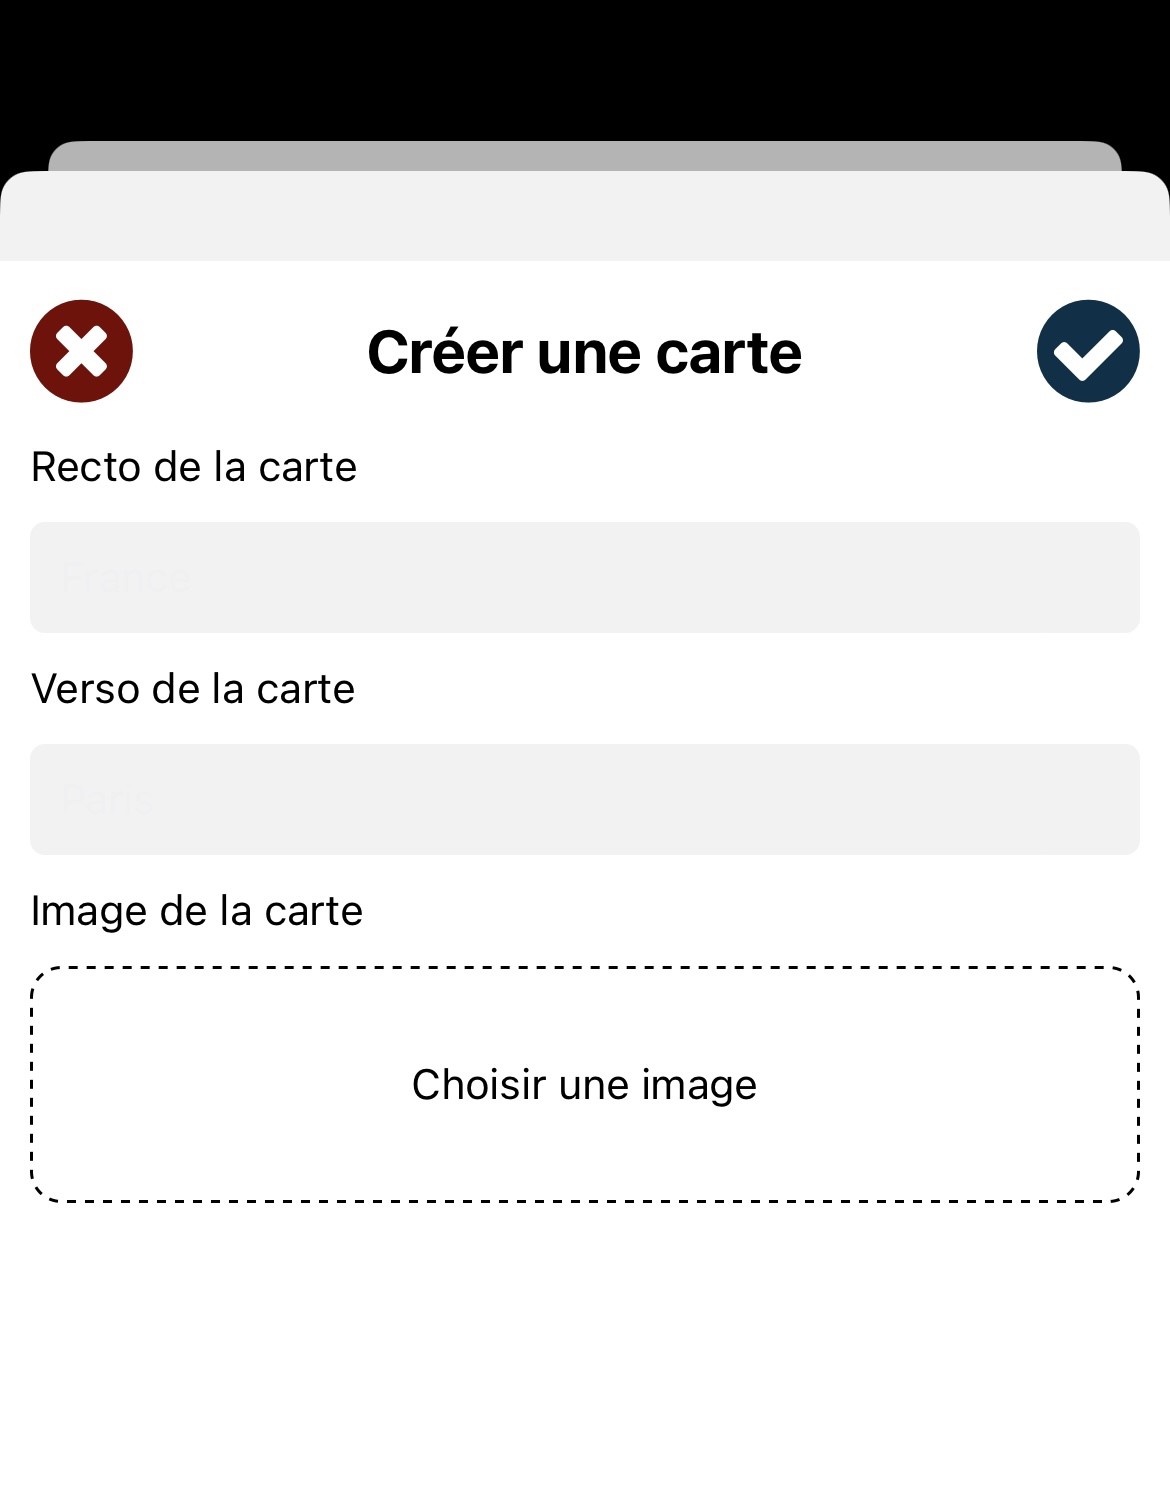 Créer une carte
Recto de la carte
France
Verso de la carte
Paris
Image de la carte
Choisir une image